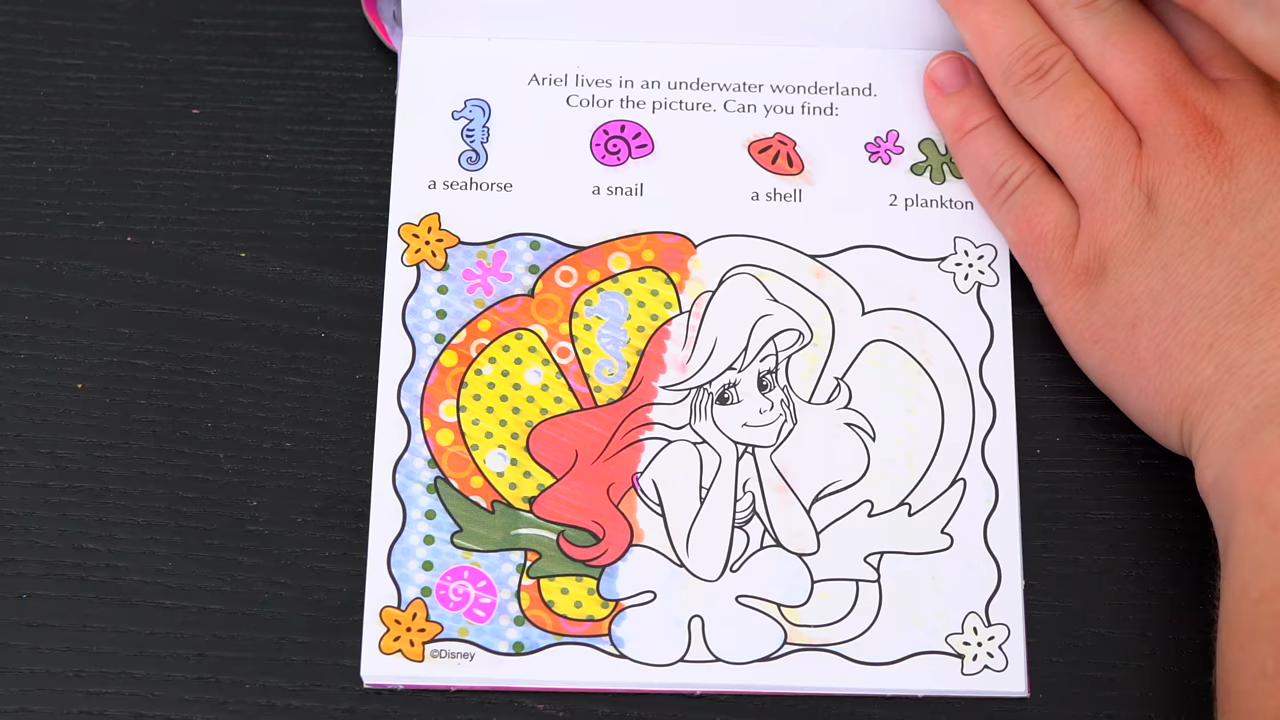 Ariel lives in an underwater wonderland.
Color the picture. Can you find:
a seahorse
a snail
a shell
2 plankton
©Disney